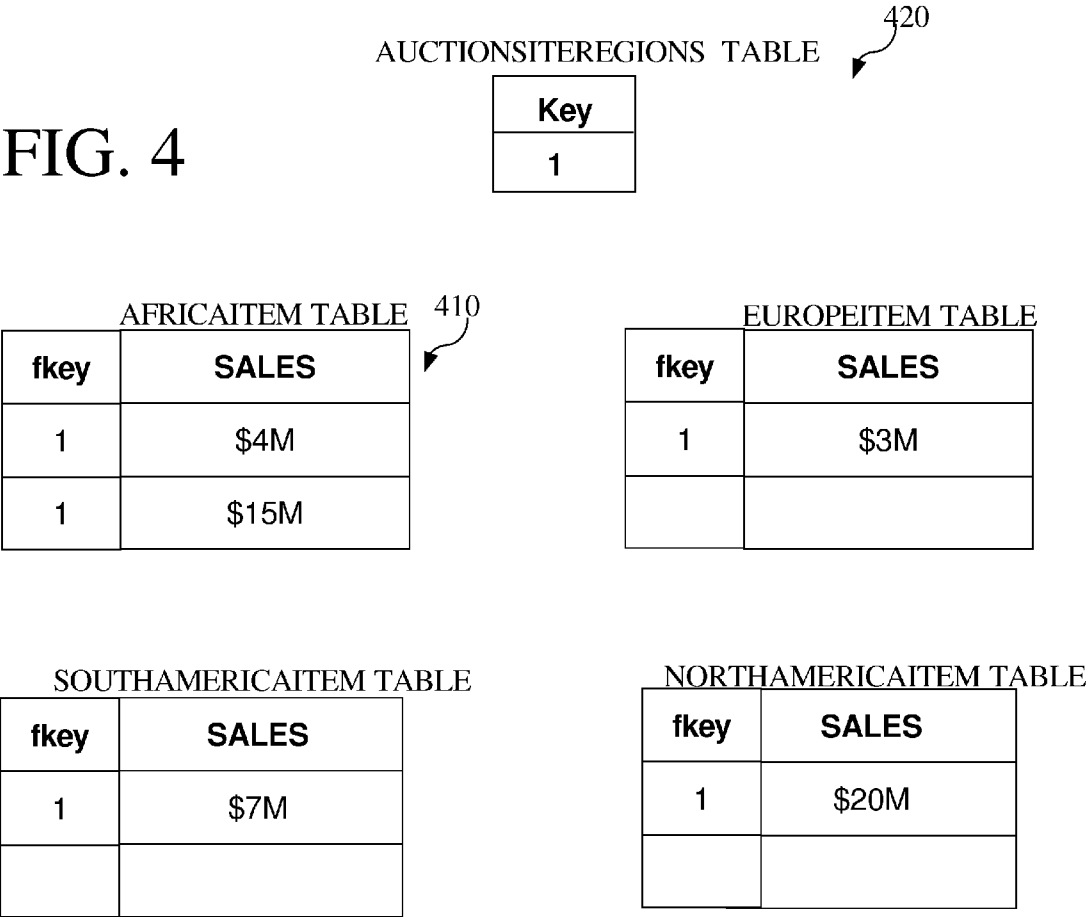 420
AUCTIONSITEREGIONS TABLE
Key
1
FIG. 4
AFRICAITEM TABLE
410
fkey SALES
1 $4M
1 $15M
EUROPEITEM TABLE
fkey SALES
1 $3M
SOUTHAMERICAITEM TABLE
fkey SALES
1 $7M
NORTHAMERICAITEM TABLE
fkey SALES
1 $20M